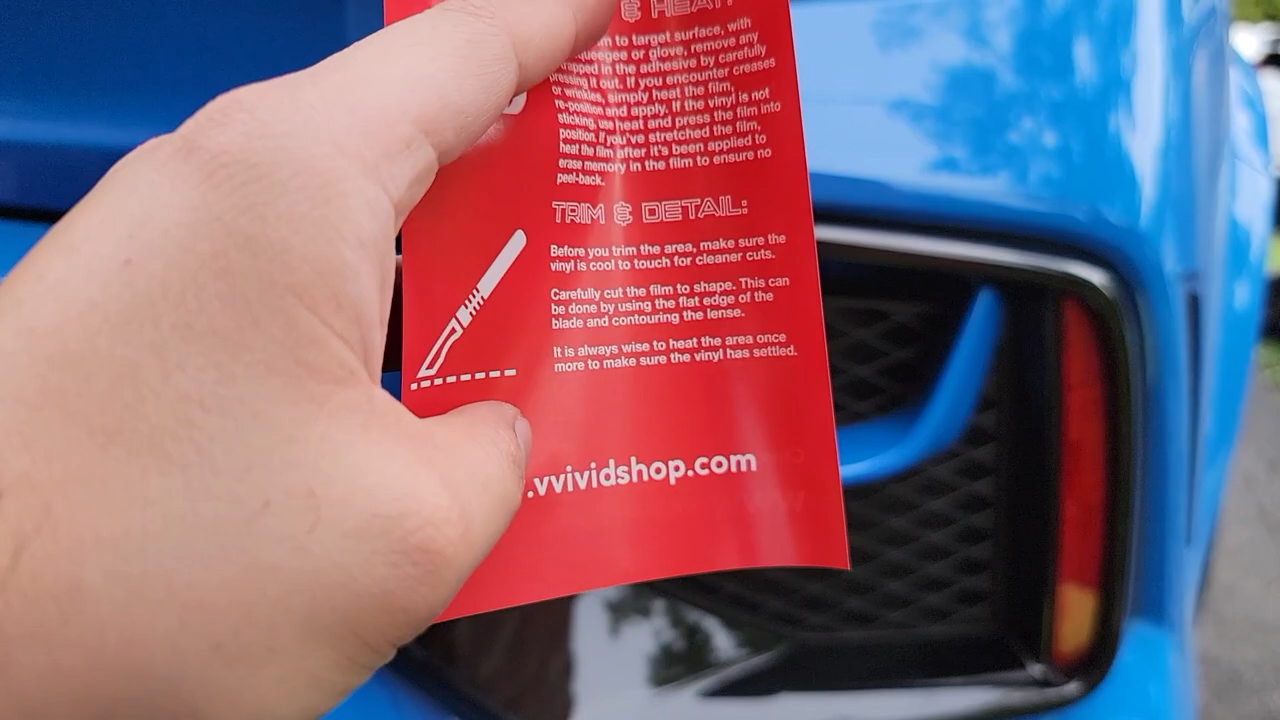 & HEAT:
to target surface, with
squeegee or glove, remove any
trapped in the adhesive by carefully
pressing it out. If you encounter creases
or wrinkles, simply heat the film,
re-position and apply. If the vinyl is not
sticking, use heat and press the film into
position. If you've stretched the film,
heat the film after it's been applied to
erase memory in the film to ensure no
peel-back.
TRIM & DETAIL:
Before you trim the area, make sure the
vinyl is cool to touch for cleaner cuts.
Carefully cut the film to shape. This can
be done by using the flat edge of the
blade and contouring the lense.
It is always wise to heat the area once
more to make sure the vinyl has settled.
.vvividshop.com